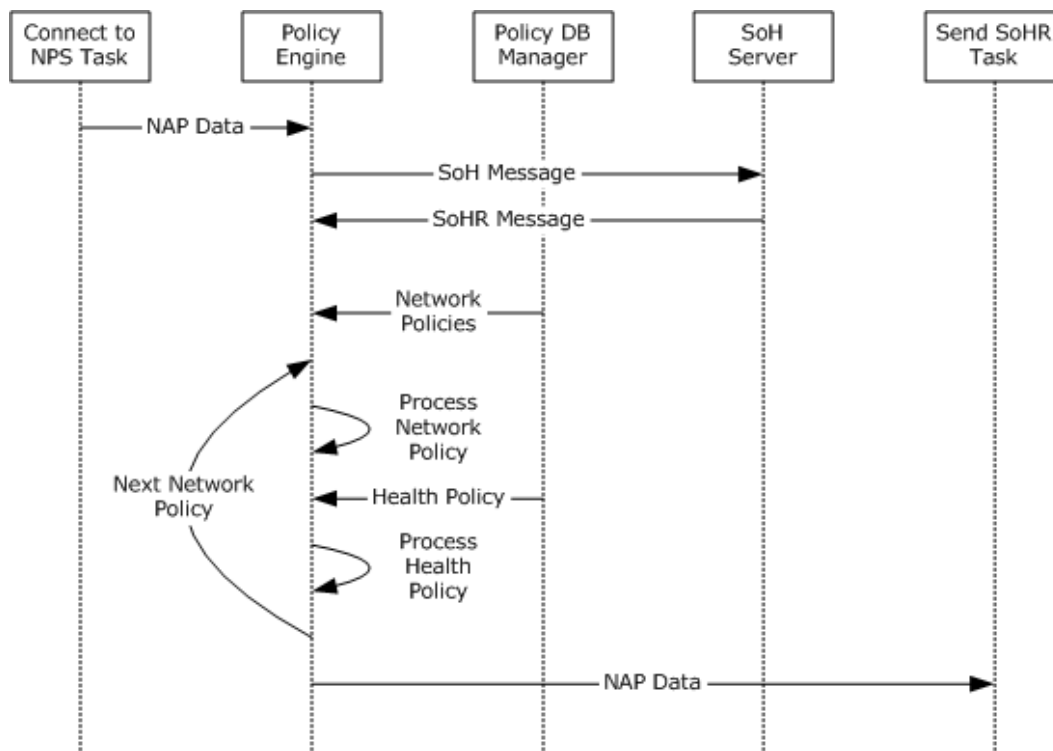 Connect to
NPS Task
Policy
Engine
Policy DB
Manager
SoH
Server
Send SoHR
Task
NAP Data
SoH Message
SoHR Message
Network
Policies
Process
Network
Policy
Next Network
Policy
Health Policy
Process
Health
Policy
NAP Data